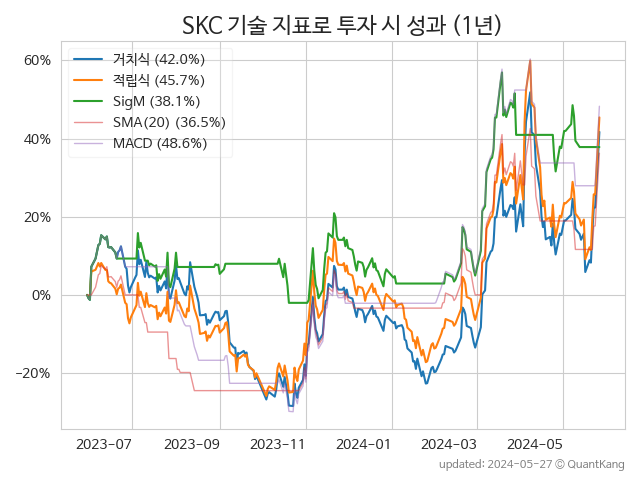 SKC 기술 지표로 투자 시 성과 (1년)
거치식 (42.0%)
적립식 (45.7%)
SigM (38.1%)
SMA(20) (36.5%)
MACD (48.6%)
60%
40%
20%
0%
−20%
2023-07 2023-09 2023-11 2024-01 2024-03 2024-05
updated: 2024-05-27 © QuantKang